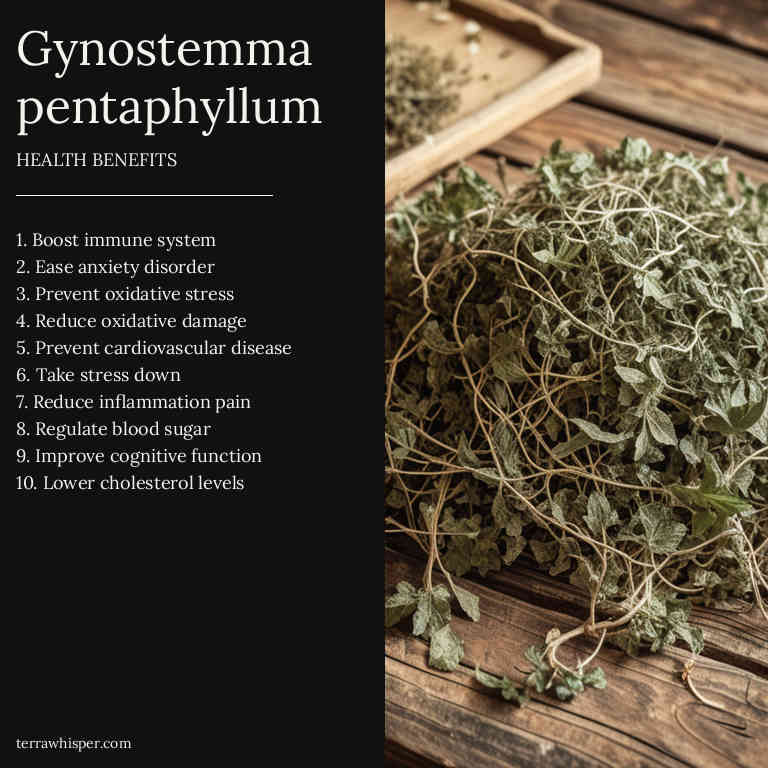 Gynostemma
pentaphyllum
HEALTH BENEFITS
1. Boost immune system
2. Ease anxiety disorder
3. Prevent oxidative stress
4. Reduce oxidative damage
5. Prevent cardiovascular disease
6. Take stress down
7. Reduce inflammation pain
8. Regulate blood sugar
9. Improve cognitive function
10. Lower cholesterol levels
terrawhisper.com